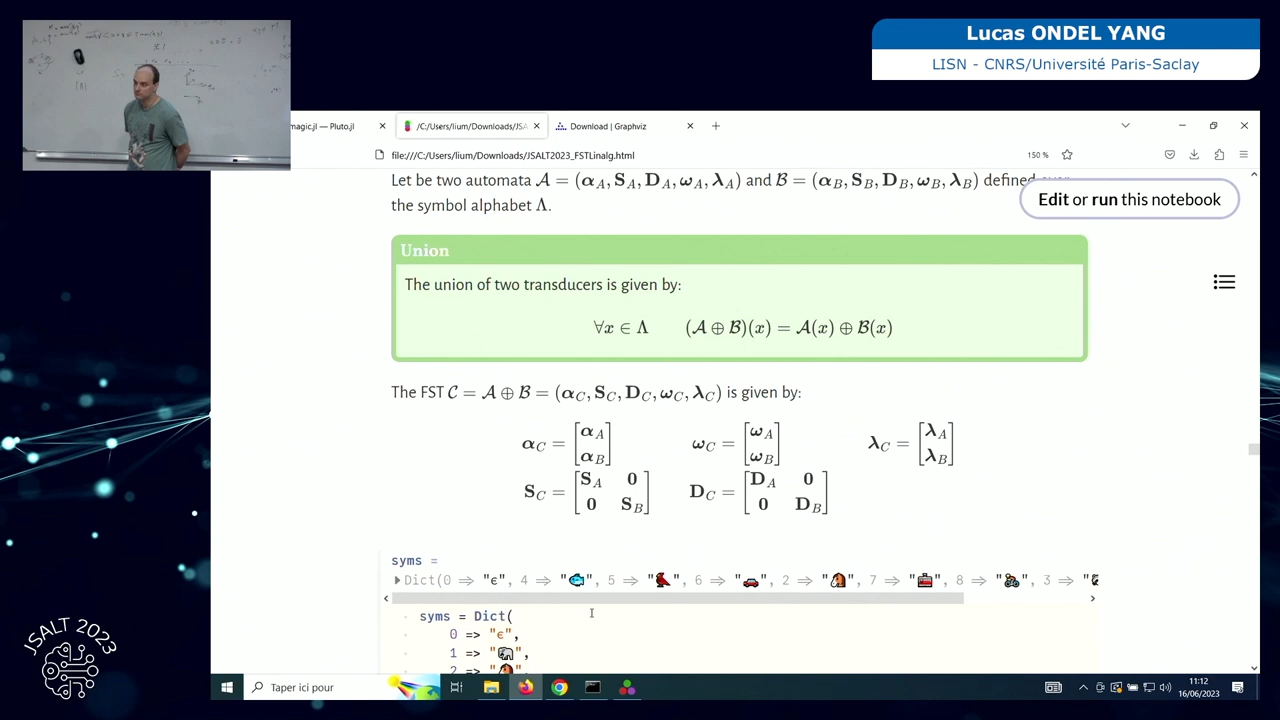 Lucas ONDEL YANG
LISN - CNRS/Université Paris-Saclay
magic.jl — Pluto.jl
/C:/Users/lium/Downloads/JSA
Download | Graphviz
file:///C:/Users/lium/Downloads/JSALT2023_FSTLinalg.html
150 %
Let be two automata 𝒜 = (α_A, S_A, D_A, ω_A, λ_A) and ℬ = (α_B, S_B, D_B, ω_B, λ_B) defined over
the symbol alphabet Λ.
Edit or run this notebook
Union
The union of two transducers is given by:
∀x ∈ Λ (𝒜 ⊕ ℬ)(x) = 𝒜(x) ⊕ ℬ(x)
The FST 𝒞 = 𝒜 ⊕ ℬ = (α_C, S_C, D_C, ω_C, λ_C) is given by:
α_C = [α_A α_B] ω_C = [ω_A ω_B] λ_C = [λ_A λ_B]
S_C = [S_A 0 0 S_B] D_C = [D_A 0 0 D_B]
syms =
Dict(0 ⇒ "ϵ", 4 ⇒ "🐟", 5 ⇒ "🐦", 6 ⇒ "🚗", 2 ⇒ "🐴", 7 ⇒ "🚋", 8 ⇒ "🚴", 3 ⇒ "
syms = Dict(
0 => "ϵ",
1 => "🐘",
2 => "🐴",
JSALT 2023
Taper ici pour
11:12
16/06/2023